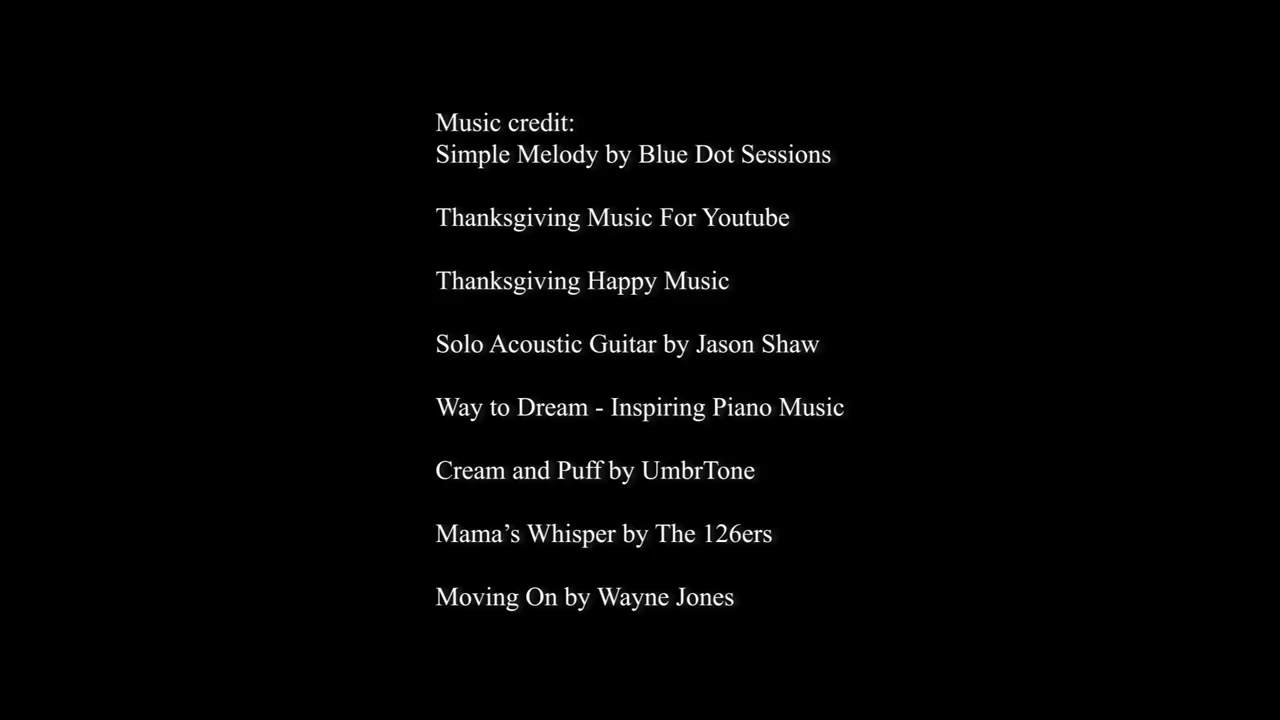 Music credit:
Simple Melody by Blue Dot Sessions
Thanksgiving Music For Youtube
Thanksgiving Happy Music
Solo Acoustic Guitar by Jason Shaw
Way to Dream - Inspiring Piano Music
Cream and Puff by UmbrTone
Mama’s Whisper by The 126ers
Moving On by Wayne Jones